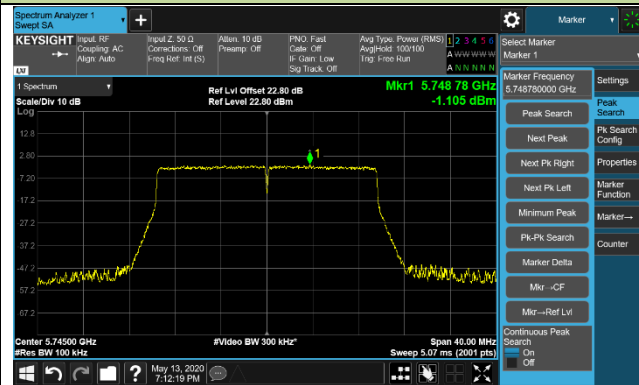 Spectrum Analyzer 1
Swept SA
+
Marker
KEYSIGHT
Input: RF
Coupling: AC
Align: Auto
Input Z: 50 Ω
Corrections: Off
Freq Ref: Int (S)
Atten: 10 dB
Preamp: Off
PNO: Fast
Gate: Off
IF Gain: Low
Sig Track: Off
Avg Type: Power (RMS)
Avg|Hold: 100/100
Trig: Free Run
1 2 3 4 5 6
A W W W W W
A N N N N N
LXI
Select Marker
Marker 1
1 Spectrum
Scale/Div 10 dB
Ref Lvl Offset 22.80 dB
Ref Level 22.80 dBm
Mkr1 5.748 78 GHz
-1.105 dBm
Log
12.8
2.80
-7.20
-17.2
-27.2
-37.2
-47.2
-57.2
-67.2
1
Center 5.74500 GHz
#Res BW 100 kHz
#Video BW 300 kHz*
Span 40.00 MHz
Sweep 5.07 ms (2001 pts)
Marker Frequency
5.748780000 GHz
Peak Search
Next Peak
Next Pk Right
Next Pk Left
Minimum Peak
Pk-Pk Search
Marker Delta
Mkr→CF
Mkr→Ref Lvl
Continuous Peak
Search
On
Off
Settings
Peak
Search
Pk Search
Config
Properties
Marker
Function
Marker→
Counter
?
May 13, 2020
7:12:19 PM